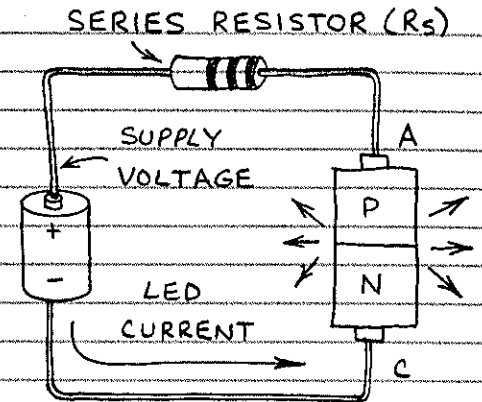 SERIES RESISTOR (Rs)
A
SUPPLY
VOLTAGE
P
+
-
N
LED
CURRENT
C